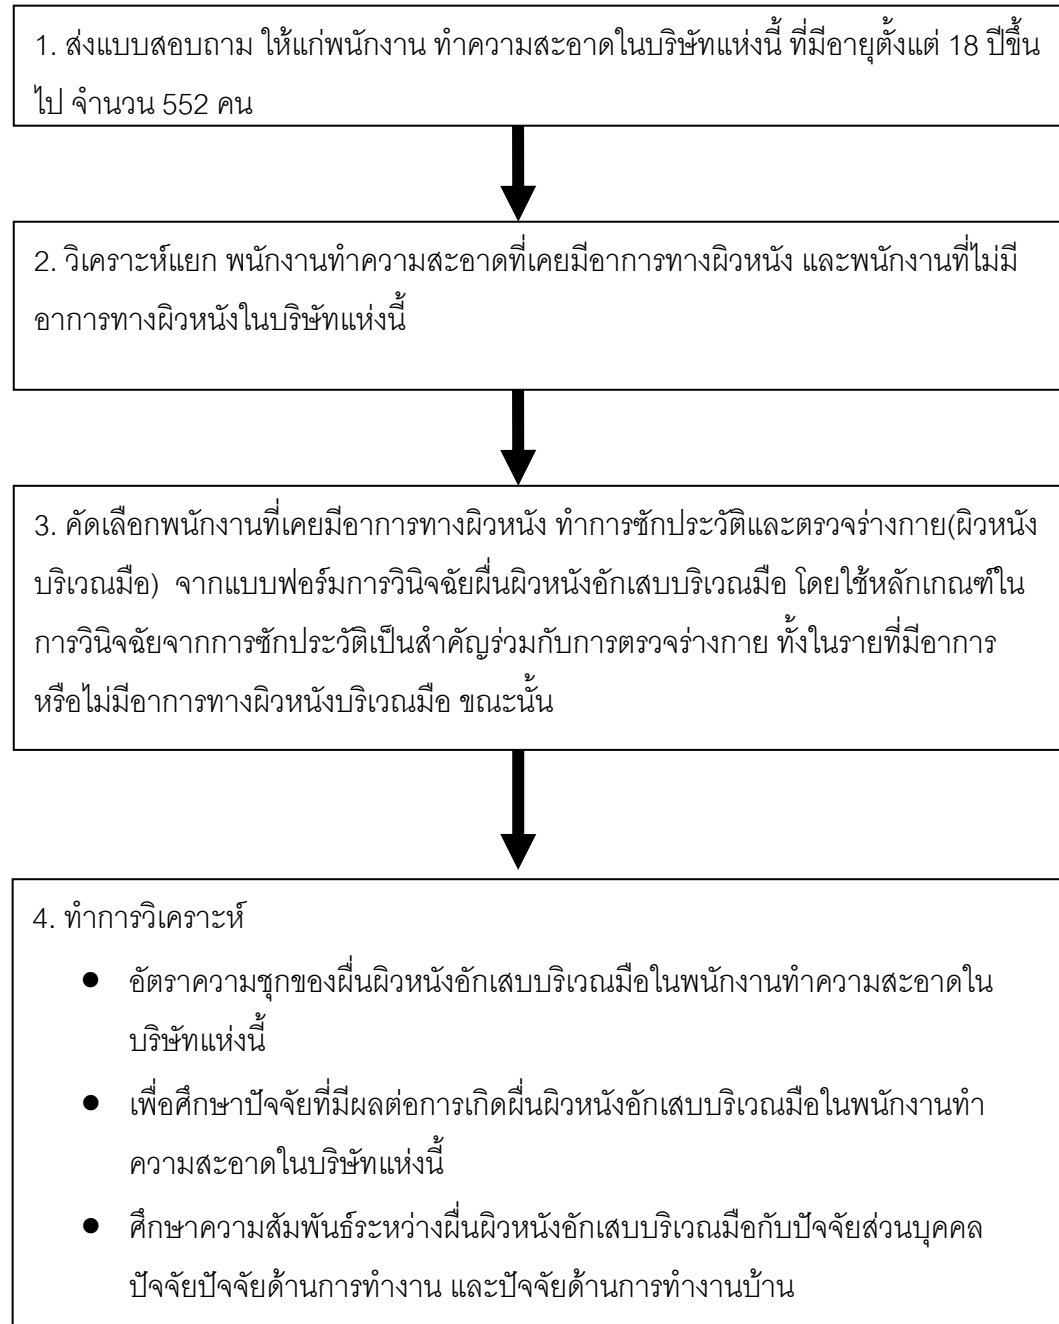 1. ส่งแบบสอบถาม ให้แก่พนักงาน ทำความสะอาดในบริษัทแห่งนี้ ที่มีอายุตั้งแต่ 18 ปีขึ้น
ไป จำนวน 552 คน
2. วิเคราะห์แยก พนักงานทำความสะอาดที่เคยมีอาการทางผิวหนัง และพนักงานที่ไม่มี
อาการทางผิวหนังในบริษัทแห่งนี้
3. คัดเลือกพนักงานที่เคยมีอาการทางผิวหนัง ทำการซักประวัติและตรวจร่างกาย(ผิวหนัง
บริเวณมือ) จากแบบฟอร์มการวินิจฉัยผื่นผิวหนังอักเสบบริเวณมือ โดยใช้หลักเกณฑ์ใน
การวินิจฉัยจากการซักประวัติเป็นสำคัญร่วมกับการตรวจร่างกาย ทั้งในรายที่มีอาการ
หรือไม่มีอาการทางผิวหนังบริเวณมือ ขณะนั้น
4. ทำการวิเคราะห์
● อัตราความชุกของผื่นผิวหนังอักเสบบริเวณมือในพนักงานทำความสะอาดใน
บริษัทแห่งนี้
● เพื่อศึกษาปัจจัยที่มีผลต่อการเกิดผื่นผิวหนังอักเสบบริเวณมือในพนักงานทำ
ความสะอาดในบริษัทแห่งนี้
● ศึกษาความสัมพันธ์ระหว่างผื่นผิวหนังอักเสบบริเวณมือกับปัจจัยส่วนบุคคล
ปัจจัยปัจจัยด้านการทำงาน และปัจจัยด้านการทำงานบ้าน